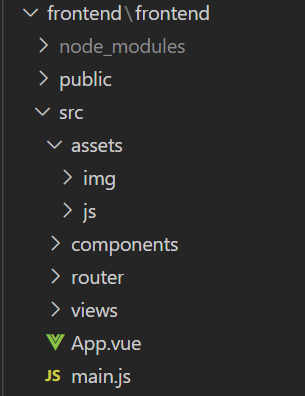 frontend\frontend
node_modules
public
src
assets
img
js
components
router
views
App.vue
JS main.js